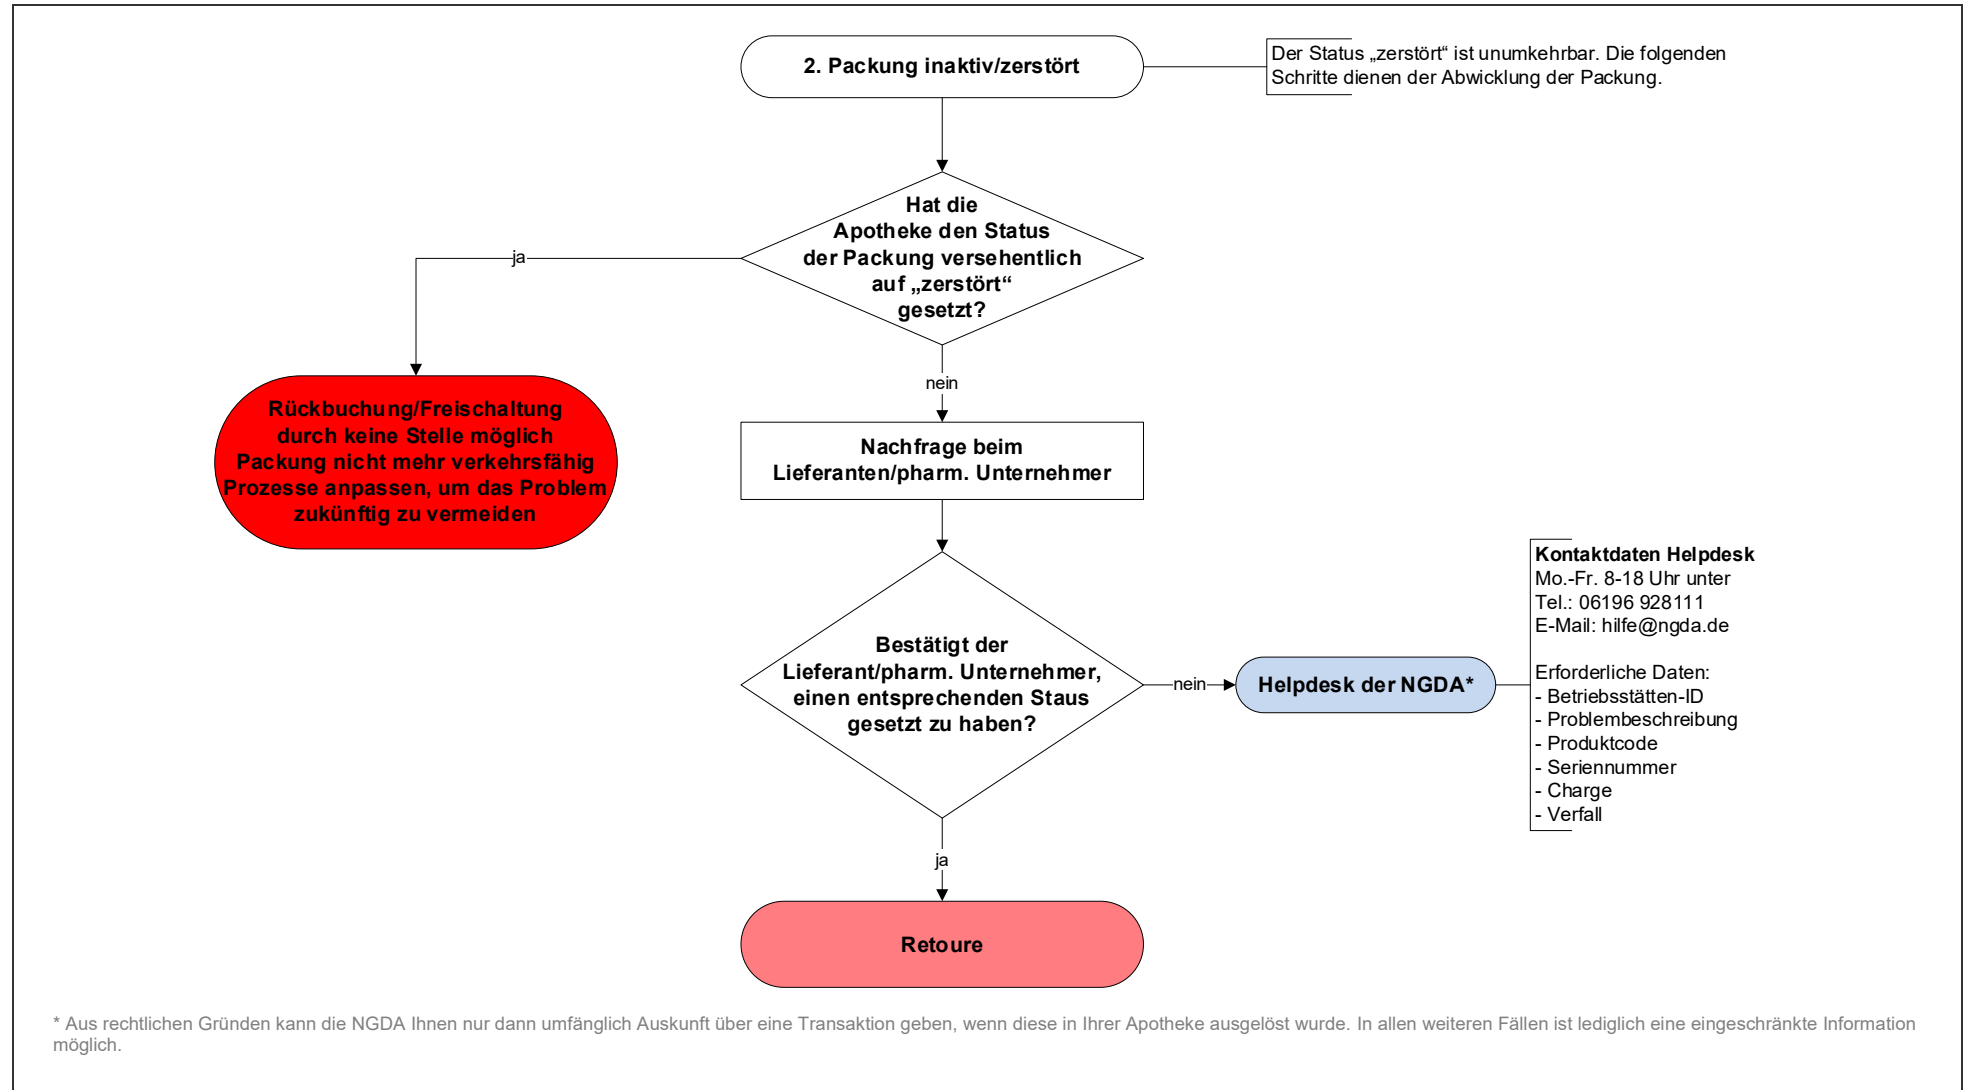 2. Packung inaktiv/zerstört
Der Status „zerstört“ ist unumkehrbar. Die folgenden
Schritte dienen der Abwicklung der Packung.
Hat die
Apotheke den Status
der Packung versehentlich
auf „zerstört“
gesetzt?
ja
nein
Rückbuchung/Freischaltung
durch keine Stelle möglich
Packung nicht mehr verkehrsfähig
Prozesse anpassen, um das Problem
zukünftig zu vermeiden
Nachfrage beim
Lieferanten/pharm. Unternehmer
Bestätigt der
Lieferant/pharm. Unternehmer,
einen entsprechenden Staus
gesetzt zu haben?
nein
Helpdesk der NGDA*
Kontaktdaten Helpdesk
Mo.-Fr. 8-18 Uhr unter
Tel.: 06196 928111
E-Mail: hilfe@ngda.de
Erforderliche Daten:
- Betriebsstätten-ID
- Problembeschreibung
- Produktcode
- Seriennummer
- Charge
- Verfall
ja
Retoure
* Aus rechtlichen Gründen kann die NGDA Ihnen nur dann umfänglich Auskunft über eine Transaktion geben, wenn diese in Ihrer Apotheke ausgelöst wurde. In allen weiteren Fällen ist lediglich eine eingeschränkte Information
möglich.